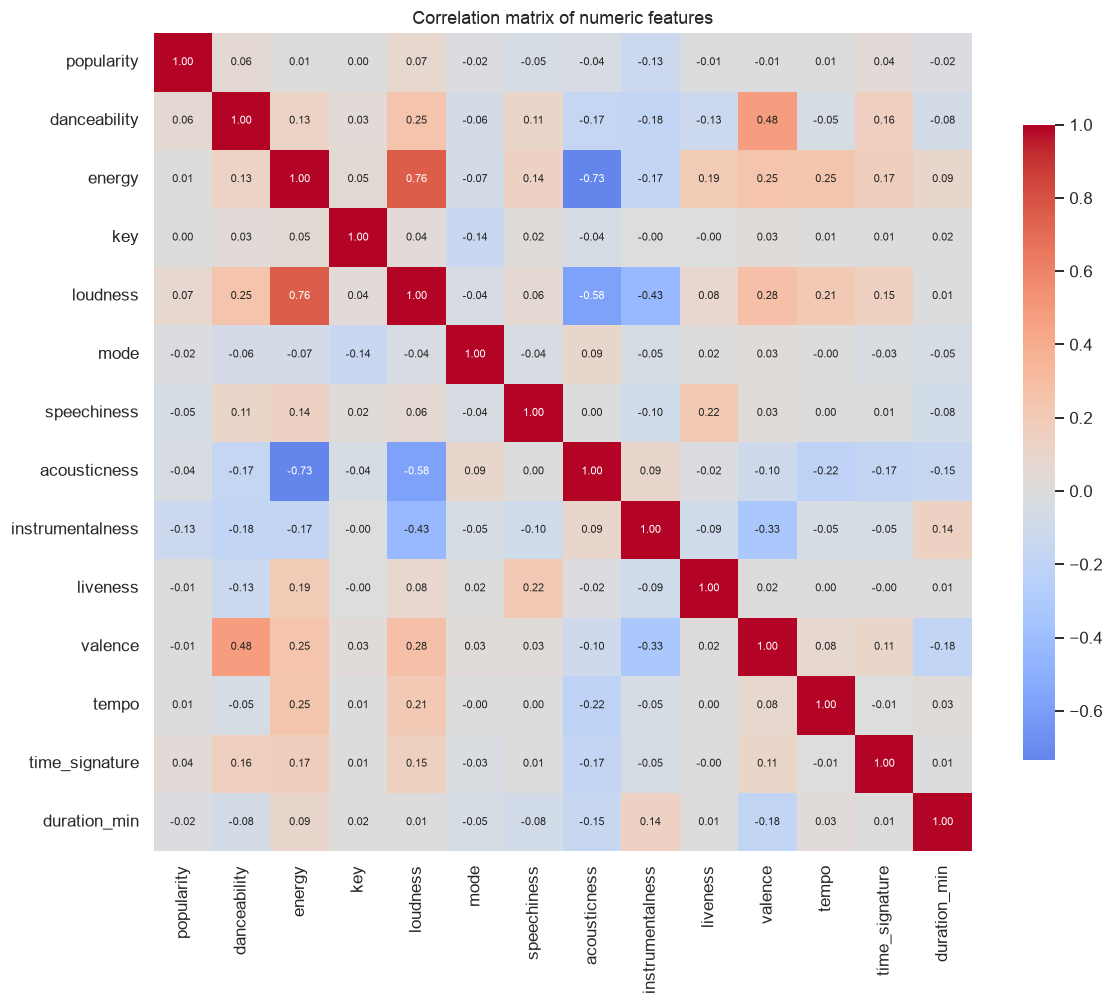 Correlation matrix of numeric features
popularity 1.00 0.06 0.01 0.00 0.07 -0.02 -0.05 -0.04 -0.13 -0.01 -0.01 0.01 0.04 -0.02
danceability 0.06 1.00 0.13 0.03 0.25 -0.06 0.11 -0.17 -0.18 -0.13 0.48 -0.05 0.16 -0.08
energy 0.01 0.13 1.00 0.05 0.76 -0.07 0.14 -0.73 -0.17 0.19 0.25 0.25 0.17 0.09
key 0.00 0.03 0.05 1.00 0.04 -0.14 0.02 -0.04 -0.00 -0.00 0.03 0.01 0.01 0.02
loudness 0.07 0.25 0.76 0.04 1.00 -0.04 0.06 -0.58 -0.43 0.08 0.28 0.21 0.15 0.01
mode -0.02 -0.06 -0.07 -0.14 -0.04 1.00 -0.04 0.09 -0.05 0.02 0.03 -0.00 -0.03 -0.05
speechiness -0.05 0.11 0.14 0.02 0.06 -0.04 1.00 0.00 -0.10 0.22 0.03 0.00 0.01 -0.08
acousticness -0.04 -0.17 -0.73 -0.04 -0.58 0.09 0.00 1.00 0.09 -0.02 -0.10 -0.22 -0.17 -0.15
instrumentalness -0.13 -0.18 -0.17 -0.00 -0.43 -0.05 -0.10 0.09 1.00 -0.09 -0.33 -0.05 -0.05 0.14
liveness -0.01 -0.13 0.19 -0.00 0.08 0.02 0.22 -0.02 -0.09 1.00 0.02 0.00 -0.00 0.01
valence -0.01 0.48 0.25 0.03 0.28 0.03 0.03 -0.10 -0.33 0.02 1.00 0.08 0.11 -0.18
tempo 0.01 -0.05 0.25 0.01 0.21 -0.00 0.00 -0.22 -0.05 0.00 0.08 1.00 -0.01 0.03
time_signature 0.04 0.16 0.17 0.01 0.15 -0.03 0.01 -0.17 -0.05 -0.00 0.11 -0.01 1.00 0.01
duration_min -0.02 -0.08 0.09 0.02 0.01 -0.05 -0.08 -0.15 0.14 0.01 -0.18 0.03 0.01 1.00
popularity
danceability
energy
key
loudness
mode
speechiness
acousticness
instrumentalness
liveness
valence
tempo
time_signature
duration_min
1.0
0.8
0.6
0.4
0.2
0.0
−0.2
−0.4
−0.6